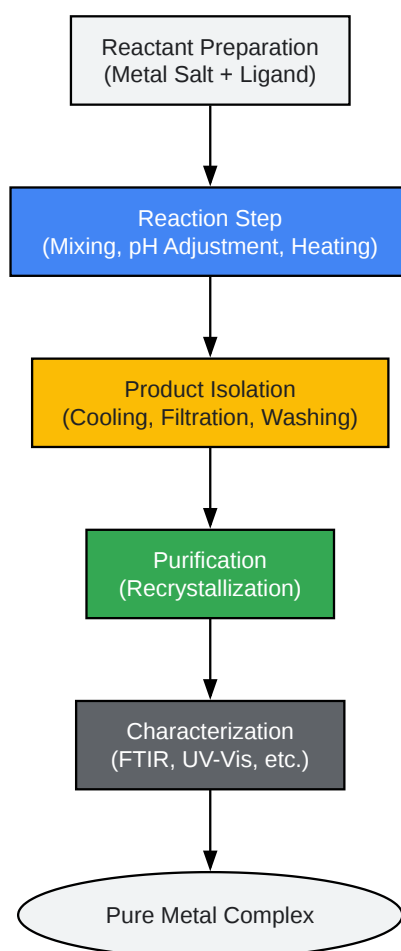 Reactant Preparation
(Metal Salt + Ligand)
Reaction Step
(Mixing, pH Adjustment, Heating)
Product Isolation
(Cooling, Filtration, Washing)
Purification
(Recrystallization)
Characterization
(FTIR, UV-Vis, etc.)
Pure Metal Complex